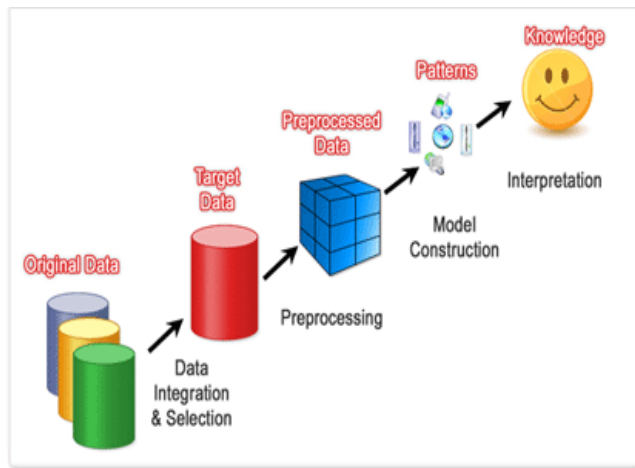 Original Data
Data
Integration
& Selection
Target
Data
Preprocessing
Preprocessed
Data
Model
Construction
Patterns
Interpretation
Knowledge